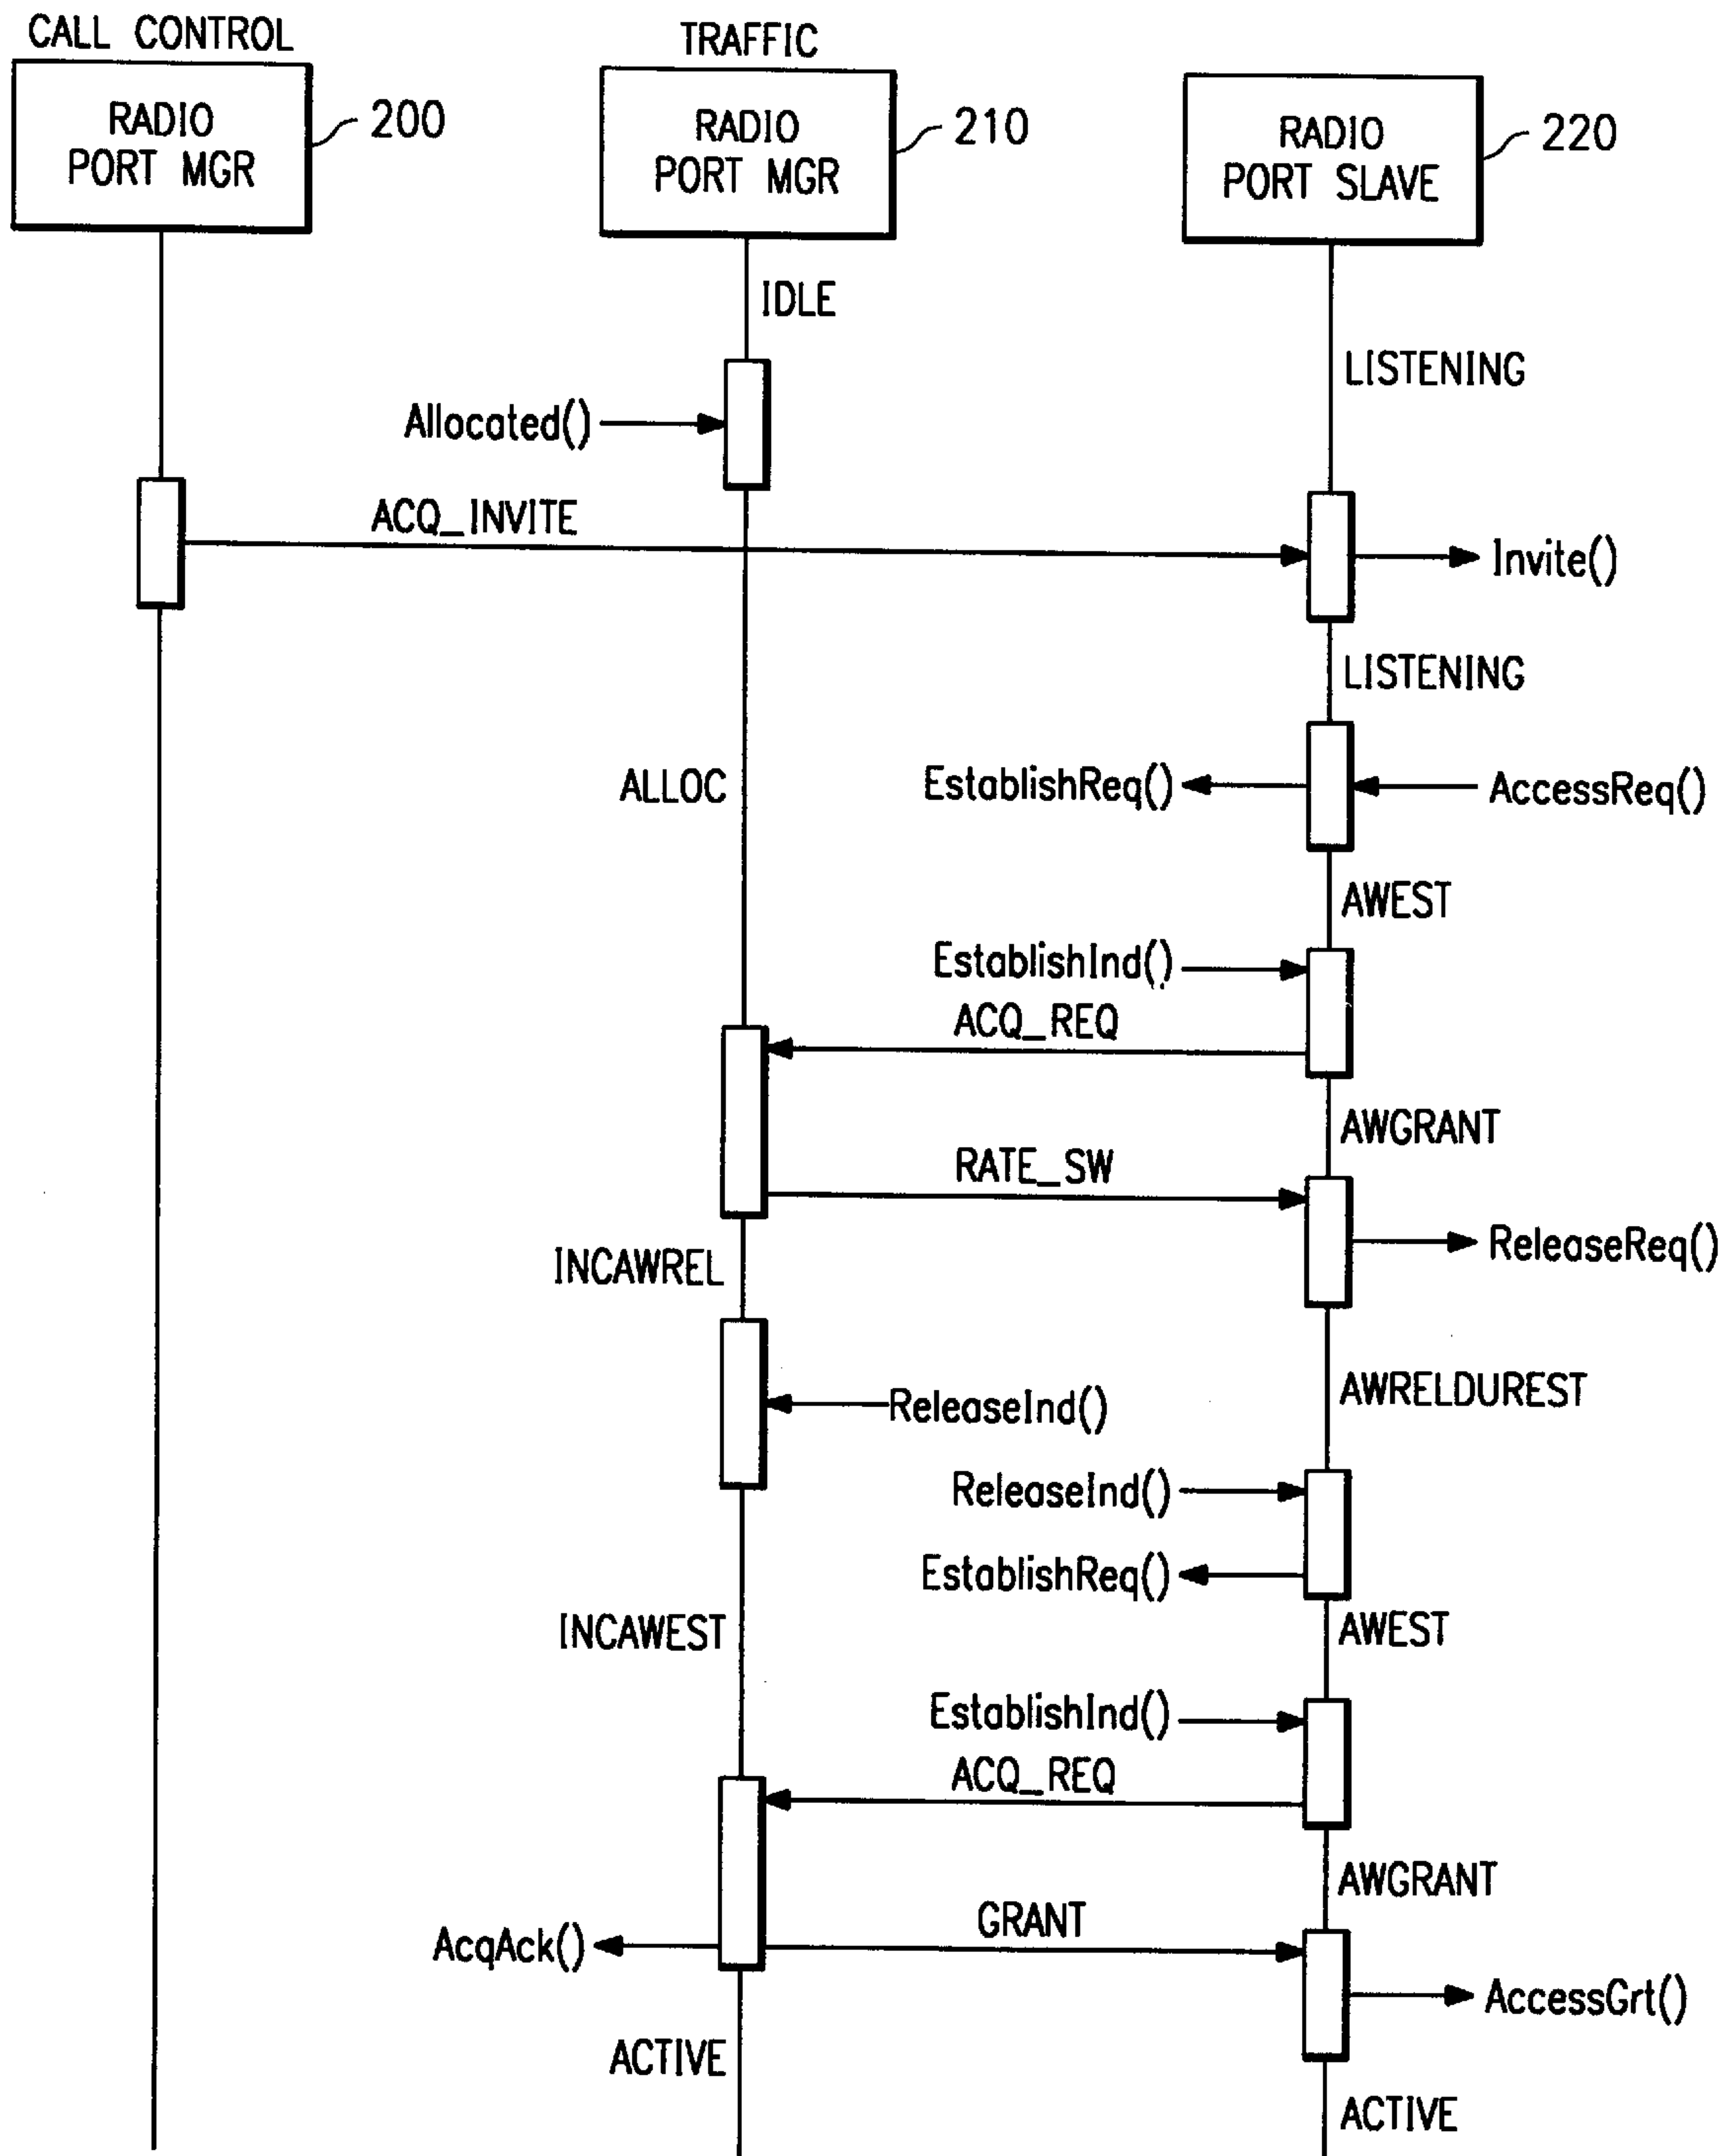 CALL CONTROL
TRAFFIC
RADIO
PORT MGR
200
RADIO
PORT MGR
210
RADIO
PORT SLAVE
220
IDLE
LISTENING
Allocated()
ACQ_INVITE
Invite()
LISTENING
ALLOC
EstablishReq()
AccessReq()
AWEST
EstablishInd()
ACQ_REQ
AWGRANT
RATE_SW
ReleaseReq()
INCAWREL
AWRELDUREST
ReleaseInd()
ReleaseInd()
EstablishReq()
INCAWEST
AWEST
EstablishInd()
ACQ_REQ
AWGRANT
GRANT
AcqAck()
AccessGrt()
ACTIVE
ACTIVE